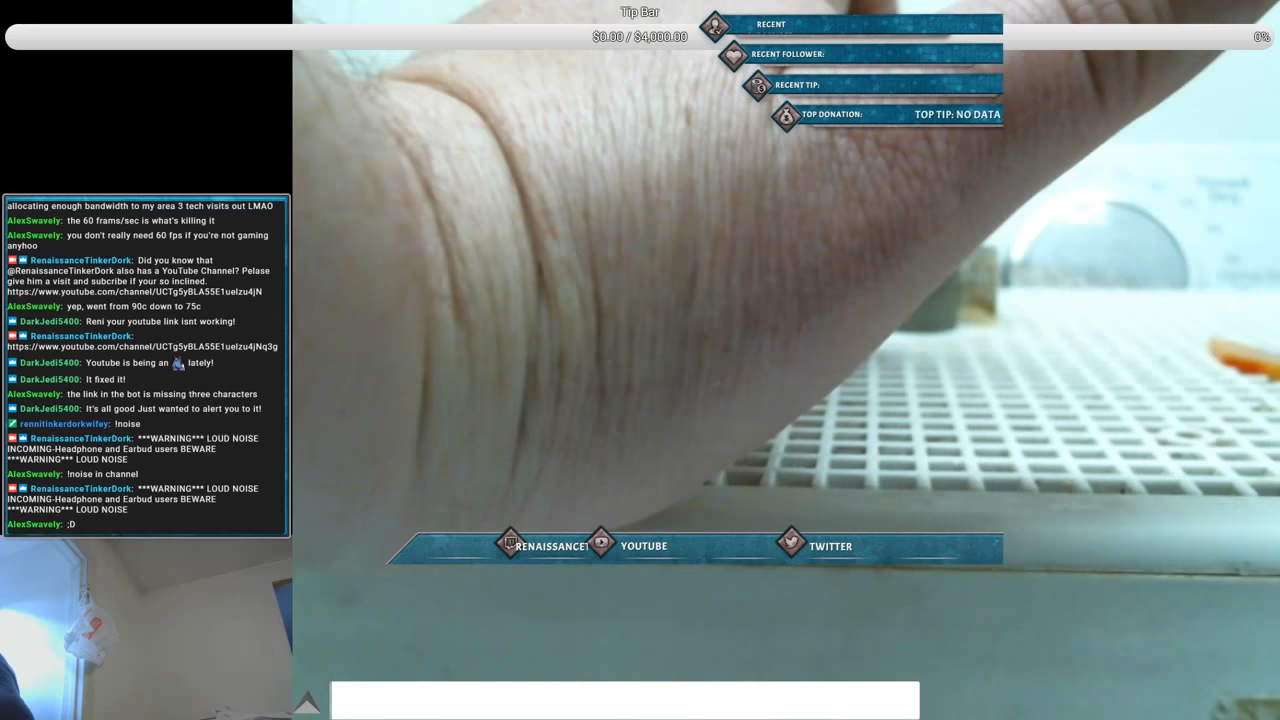 Tip Bar
$0.00 / $4,000.00
0%
RECENT
RECENT FOLLOWER:
RECENT TIP:
TOP DONATION: TOP TIP: NO DATA
allocating enough bandwidth to my area 3 tech visits out LMAO
AlexSwavely: the 60 frams/sec is what's killing it
AlexSwavely: you don't really need 60 fps if you're not gaming
anyhoo
RenaissanceTinkerDork: Did you know that
@RenaissanceTinkerDork also has a YouTube Channel? Pelase
give him a visit and subcribe if your so inclined.
https://www.youtube.com/channel/UCTg5yBLA55E1ueIzu4jN
AlexSwavely: yep, went from 90c down to 75c
DarkJedi5400: Reni your youtube link isnt working!
RenaissanceTinkerDork:
https://www.youtube.com/channel/UCTg5yBLA55E1ueIzu4jNq3g
DarkJedi5400: Youtube is being an lately!
DarkJedi5400: It fixed it!
AlexSwavely: the link in the bot is missing three characters
DarkJedi5400: It's all good Just wanted to alert you to it!
rennitinkerdorkwifey: !noise
RenaissanceTinkerDork: ***WARNING*** LOUD NOISE
INCOMING-Headphone and Earbud users BEWARE
***WARNING*** LOUD NOISE
AlexSwavely: !noise in channel
RenaissanceTinkerDork: ***WARNING*** LOUD NOISE
INCOMING-Headphone and Earbud users BEWARE
***WARNING*** LOUD NOISE
AlexSwavely: ;D
RENAISSANCET YOUTUBE TWITTER